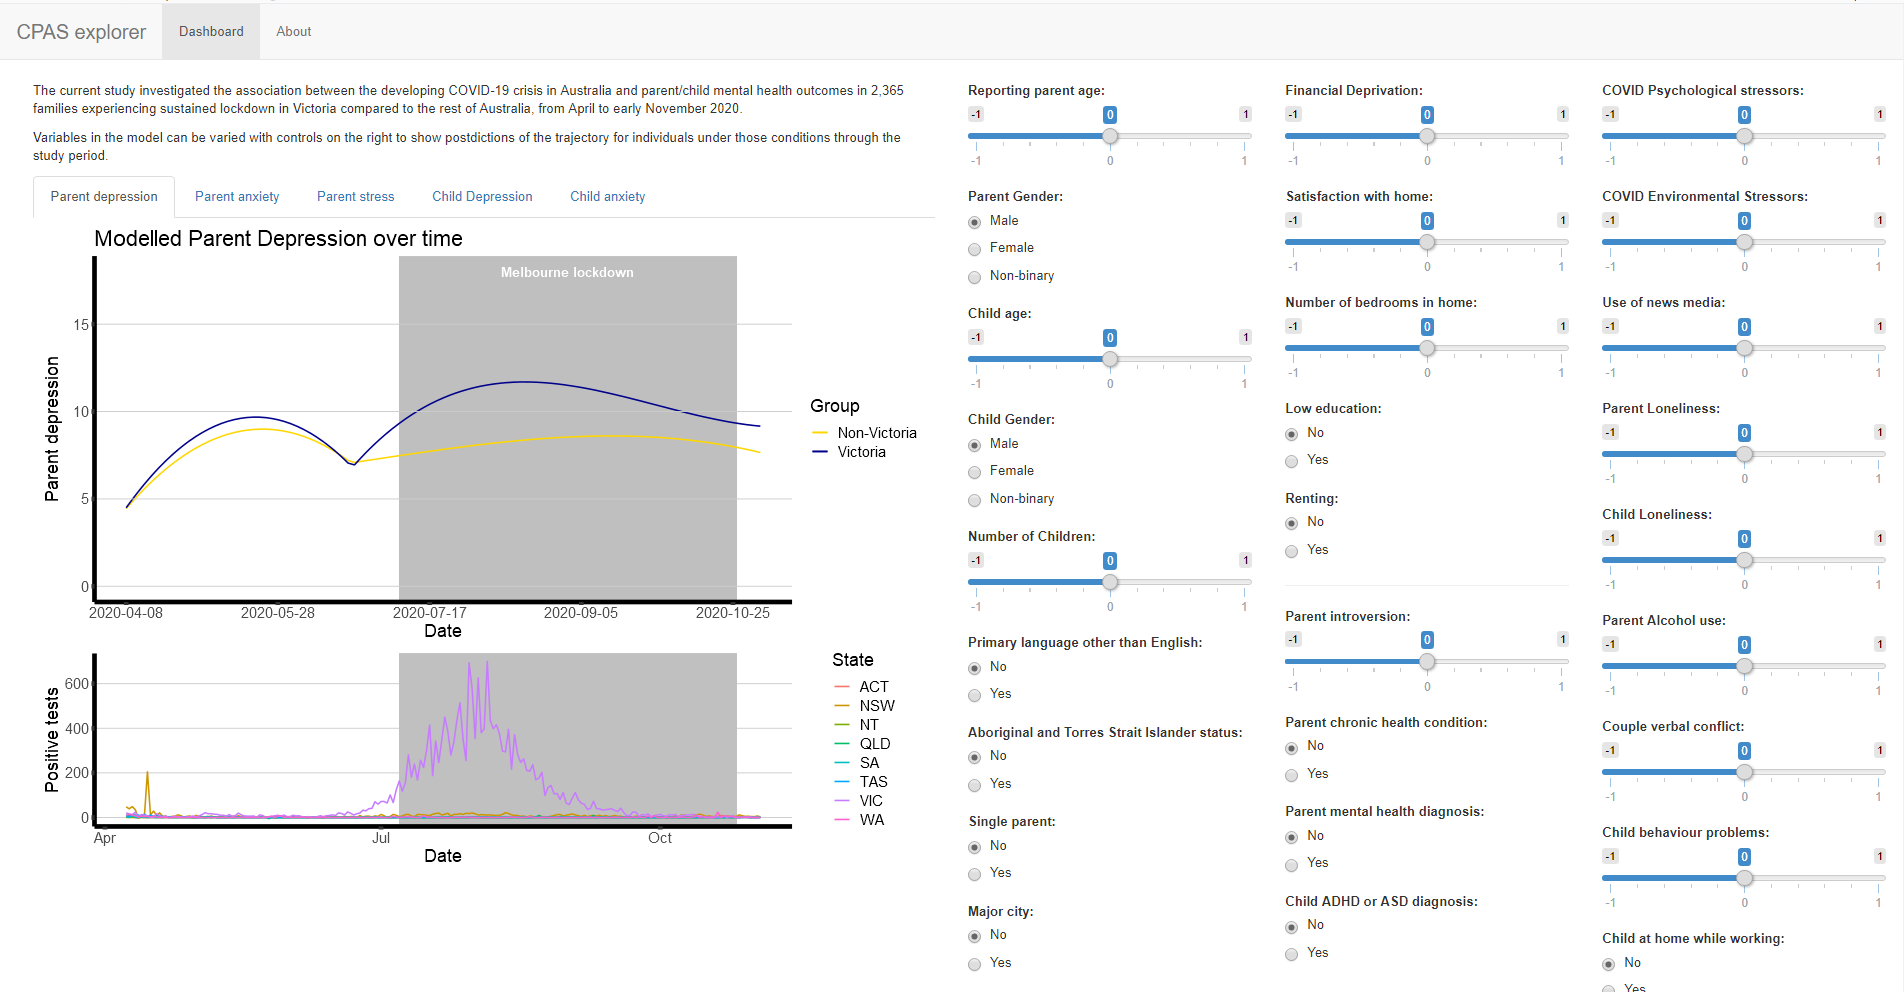 CPAS explorer
Dashboard
About
The current study investigated the association between the developing COVID-19 crisis in Australia and parent/child mental health outcomes in 2,365
families experiencing sustained lockdown in Victoria compared to the rest of Australia, from April to early November 2020.
Variables in the model can be varied with controls on the right to show postdictions of the trajectory for individuals under those conditions through the
study period.
Parent depression
Parent anxiety
Parent stress
Child Depression
Child anxiety
Modelled Parent Depression over time
Melbourne lockdown
Parent depression
15
10
5
0
2020-04-08
2020-05-28
2020-07-17
2020-09-05
2020-10-25
Date
Group
Non-Victoria
Victoria
Positive tests
600
400
200
0
Apr
Jul
Oct
Date
State
ACT
NSW
NT
QLD
SA
TAS
VIC
WA
Reporting parent age:
-1 0 1
-1 0 1
Parent Gender:
Male
Female
Non-binary
Child age:
-1 0 1
-1 0 1
Child Gender:
Male
Female
Non-binary
Number of Children:
-1 0 1
-1 0 1
Primary language other than English:
No
Yes
Aboriginal and Torres Strait Islander status:
No
Yes
Single parent:
No
Yes
Major city:
No
Yes
Financial Deprivation:
-1 0 1
-1 0 1
Satisfaction with home:
-1 0 1
-1 0 1
Number of bedrooms in home:
-1 0 1
-1 0 1
Low education:
No
Yes
Renting:
No
Yes
Parent introversion:
-1 0 1
-1 0 1
Parent chronic health condition:
No
Yes
Parent mental health diagnosis:
No
Yes
Child ADHD or ASD diagnosis:
No
Yes
COVID Psychological stressors:
-1 0 1
-1 0 1
COVID Environmental Stressors:
-1 0 1
-1 0 1
Use of news media:
-1 0 1
-1 0 1
Parent Loneliness:
-1 0 1
-1 0 1
Child Loneliness:
-1 0 1
-1 0 1
Parent Alcohol use:
-1 0 1
-1 0 1
Couple verbal conflict:
-1 0 1
-1 0 1
Child behaviour problems:
-1 0 1
-1 0 1
Child at home while working:
No
Yes